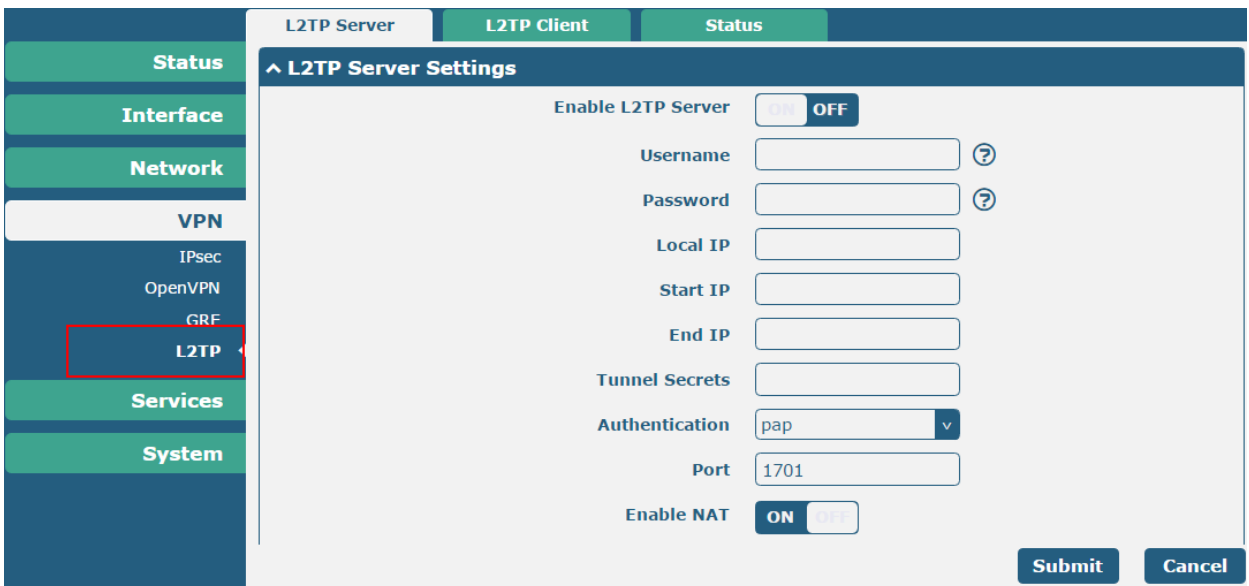 L2TP Server L2TP Client Status
Status
Interface
Network
VPN
IPsec
OpenVPN
GRE
L2TP
Services
System
L2TP Server Settings
Enable L2TP Server ON OFF
Username ?
Password ?
Local IP
Start IP
End IP
Tunnel Secrets
Authentication pap v
Port 1701
Enable NAT ON OFF
Submit Cancel